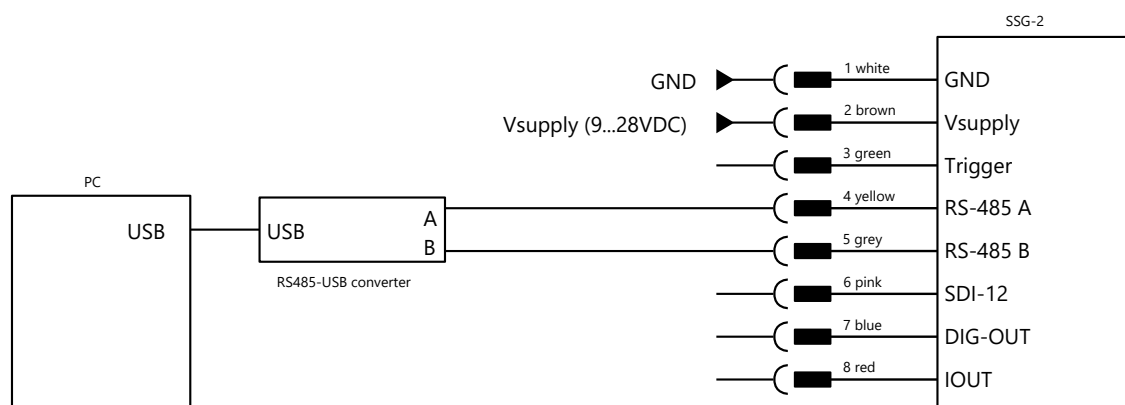 SSG-2
GND
1 white
GND
Vsupply (9...28VDC)
2 brown
Vsupply
3 green
Trigger
PC
4 yellow
RS-485 A
USB
USB
A
B
5 grey
RS-485 B
RS485-USB converter
6 pink
SDI-12
7 blue
DIG-OUT
8 red
IOUT